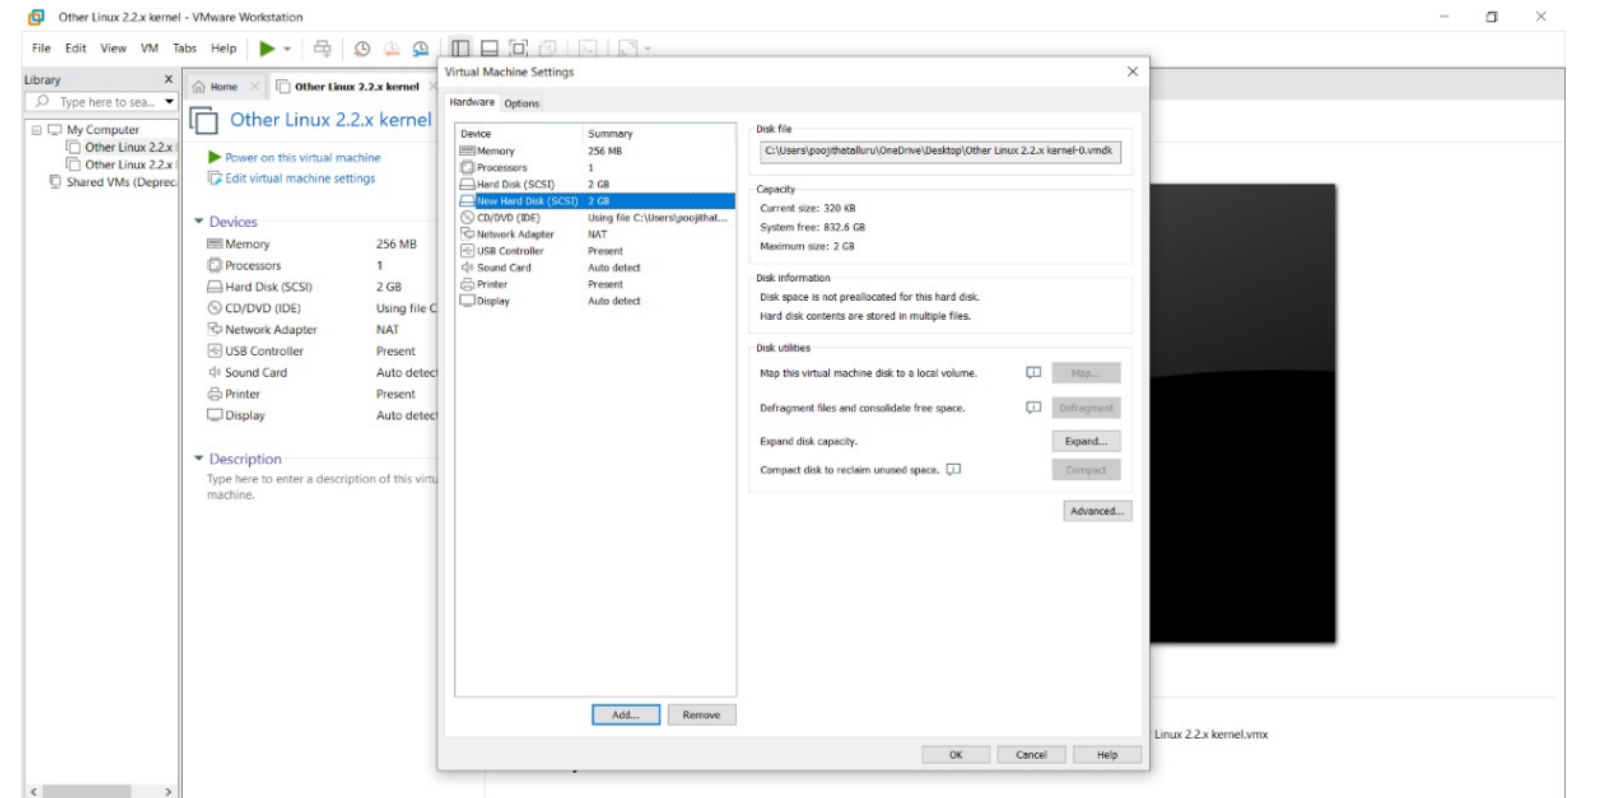 Other Linux 2.2.x kernel - VMware Workstation
File Edit View VM Tabs Help
Library X
Type here to sea...
My Computer
Other Linux 2.2.x
Other Linux 2.2.x
Shared VMs (Deprec
Home
Other Linux 2.2.x kernel
Other Linux 2.2.x kernel
Power on this virtual machine
Edit virtual machine settings
Devices
Memory 256 MB
Processors 1
Hard Disk (SCSI) 2 GB
CD/DVD (IDE) Using file C
Network Adapter NAT
USB Controller Present
Sound Card Auto detect
Printer Present
Display Auto detect
Description
Type here to enter a description of this virtu
machine.
Virtual Machine Settings
Hardware Options
Device Summary
Memory 256 MB
Processors 1
Hard Disk (SCSI) 2 GB
New Hard Disk (SCSI) 2 GB
CD/DVD (IDE) Using file C:\Users\poojithat...
Network Adapter NAT
USB Controller Present
Sound Card Auto detect
Printer Present
Display Auto detect
Add... Remove
Disk file
C:\Users\poojithatalluru\OneDrive\Desktop\Other Linux 2.2.x kernel-0.vmdk
Capacity
Current size: 320 KB
System free: 832.6 GB
Maximum size: 2 GB
Disk information
Disk space is not preallocated for this hard disk.
Hard disk contents are stored in multiple files.
Disk utilities
Map this virtual machine disk to a local volume. Map...
Defragment files and consolidate free space. Defragment
Expand disk capacity. Expand...
Compact disk to reclaim unused space. Compact
Advanced...
OK Cancel Help
Linux 2.2.x kernel.vmx